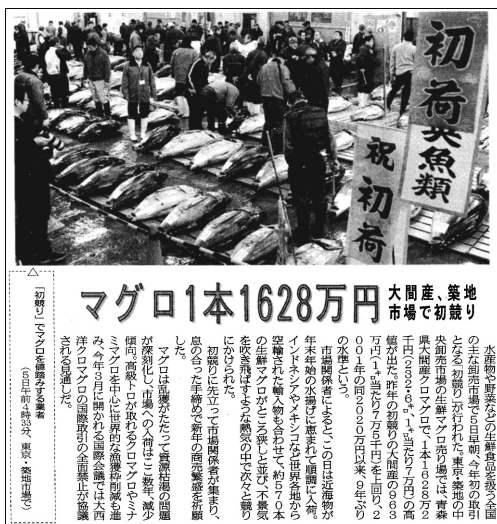 初荷
鮮魚類
祝初荷
マグロ1本1628万円
大間産、築地
市場で初競り
水産物や野菜などの生鮮食品を扱う全国
の主な卸売市場で5日早朝、今年初の取引
となる「初競り」が行われた。東京・築地の中
央卸売市場の生鮮マグロ売り場では、青森
県大間産クロマグロで、1本1628万2
千円(232・6㌔、1㌔当たり7万円)の高
値が出た。昨年の初競りの大間産の963
万円(1㌔当たり7万5千円)を上回り、2
001年の同2020万円以来、9年ぶり
の水準という。
市場関係者によると、この日は近海物が
年末年始の水揚げに恵まれて順調に入荷。
インドネシアやメキシコなど世界各地から
空輸された輸入物も合わせて、約570本
の生鮮マグロがところ狭しと並び、不景気
を吹き飛ばすような熱気の中で次々と競り
にかけられた。
初競りに先立って市場関係者が集まり、
息の合った手締めで新年の商売繁盛を祈願
した。
マグロは乱獲がたたって資源枯渇の問題
が深刻化し、市場への入荷はここ数年、減少
傾向。高級トロが取れるクロマグロやミナ
ミマグロを中心に世界的な漁獲枠削減も進
み、今年3月に開かれる国際会議では大西
洋クロマグロの国際取引の全面禁止が協議
される見通しだ。
△「初競り」でマグロを値踏みする業者
(5日午前4時33分 東京・築地市場で)